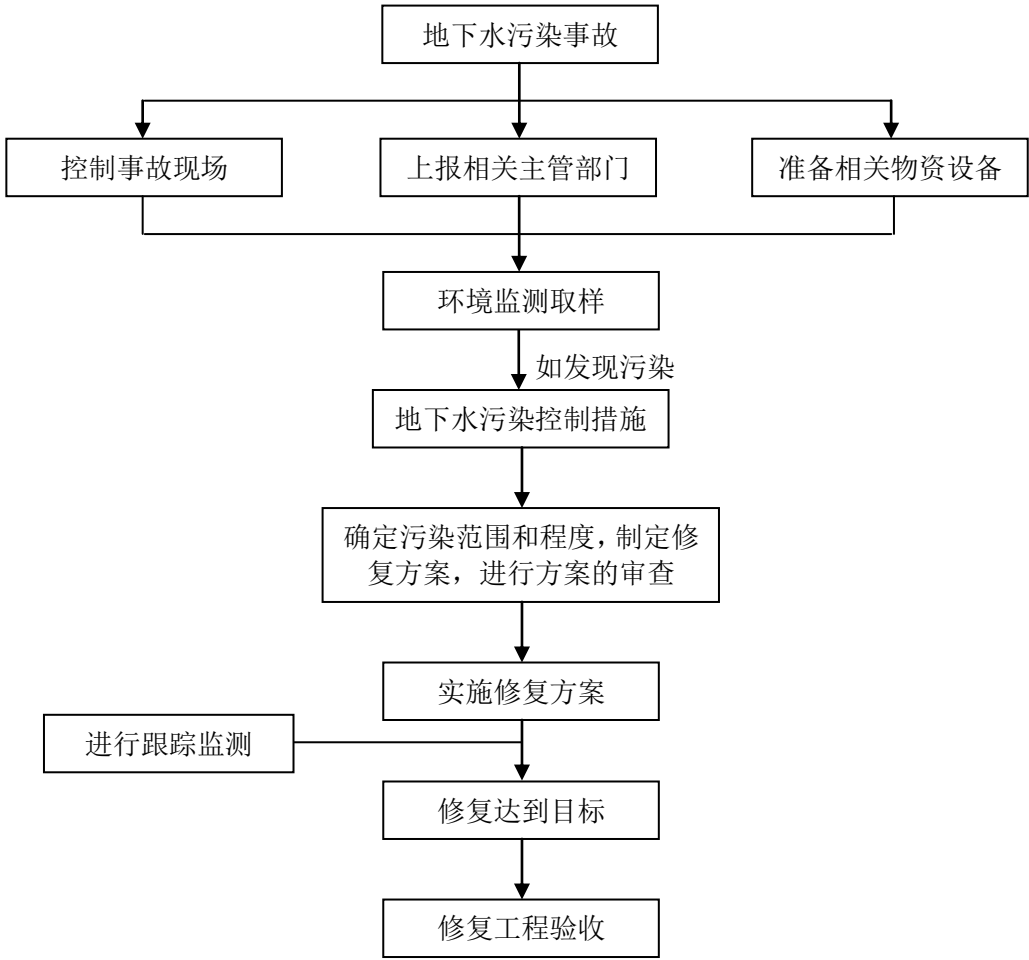 地下水污染事故
控制事故现场
上报相关主管部门
准备相关物资设备
环境监测取样
如发现污染
地下水污染控制措施
确定污染范围和程度，制定修
复方案，进行方案的审查
实施修复方案
进行跟踪监测
修复达到目标
修复工程验收